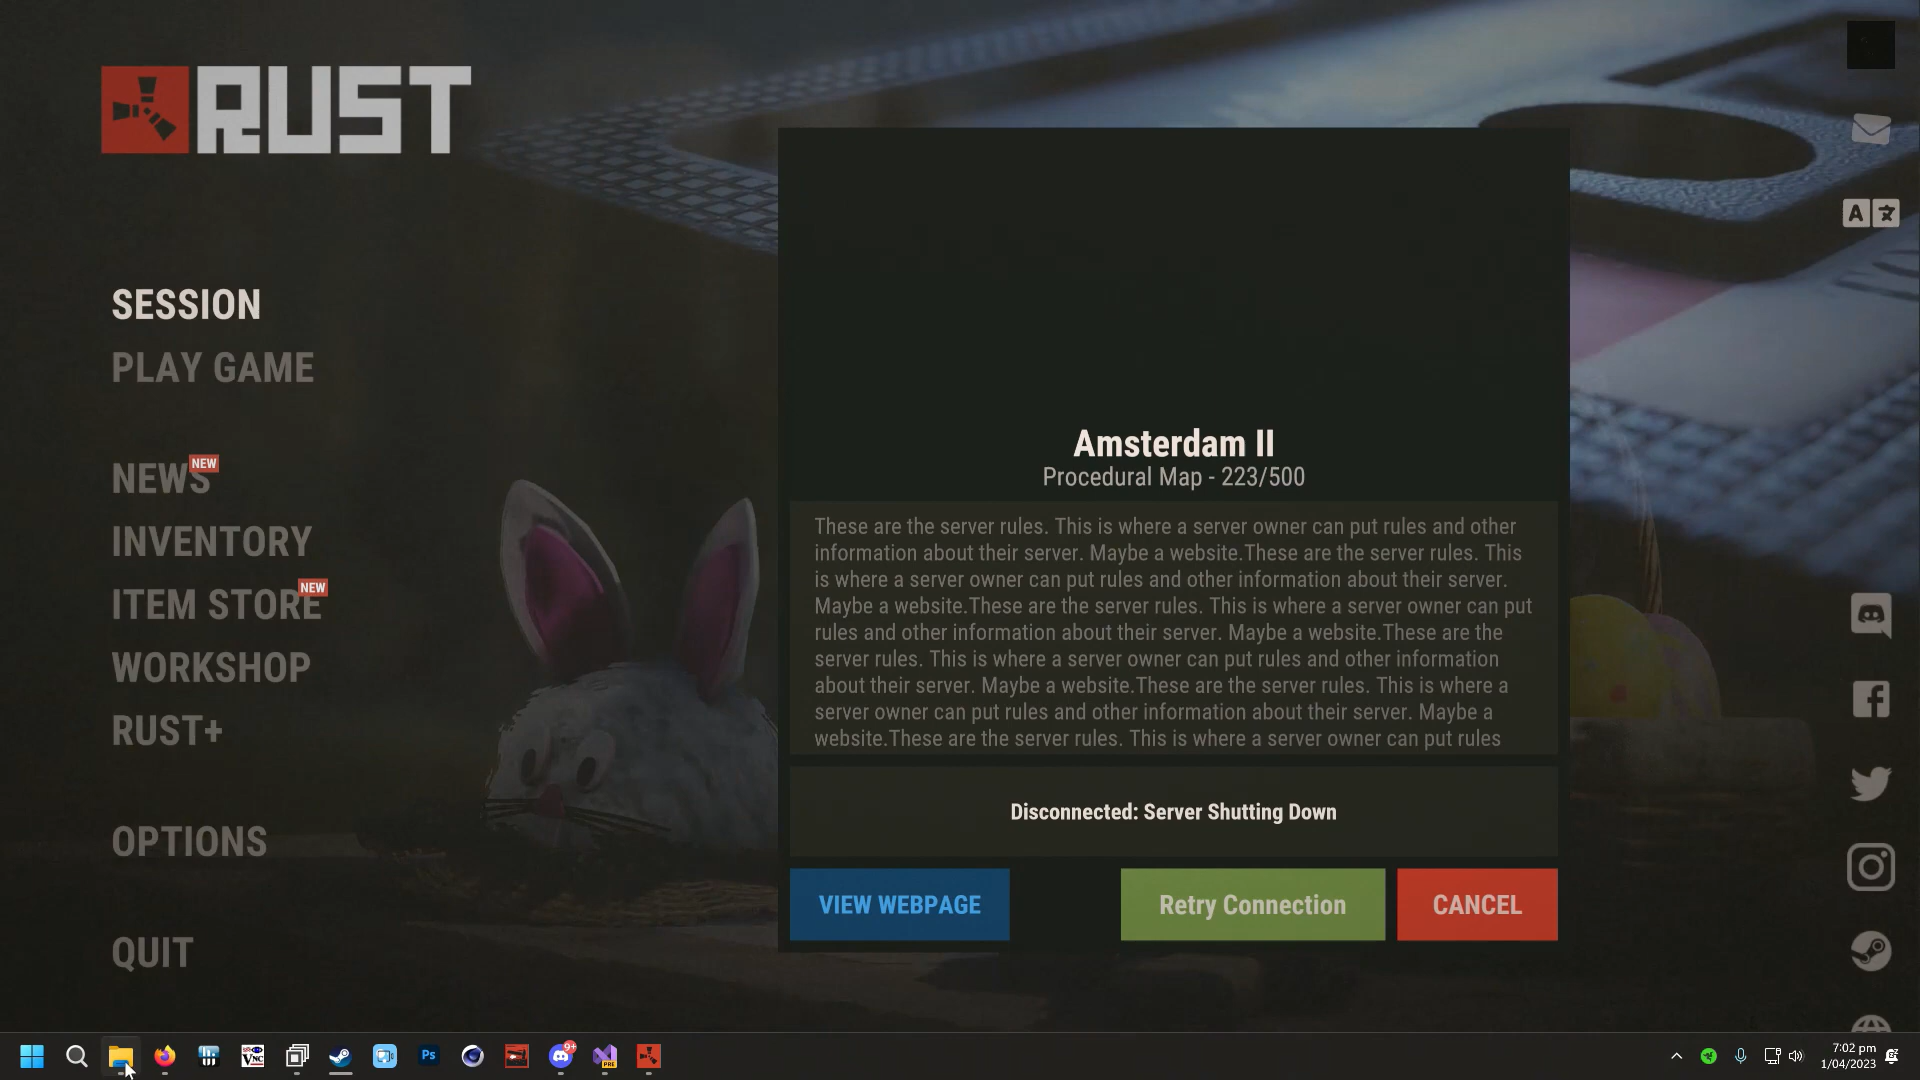 RUST
SESSION
PLAY GAME
NEWS
NEW
INVENTORY
ITEM STORE
NEW
WORKSHOP
RUST+
OPTIONS
QUIT
Amsterdam II
Procedural Map - 223/500
These are the server rules. This is where a server owner can put rules and other
information about their server. Maybe a website.These are the server rules. This
is where a server owner can put rules and other information about their server.
Maybe a website.These are the server rules. This is where a server owner can put
rules and other information about their server. Maybe a website.These are the
server rules. This is where a server owner can put rules and other information
about their server. Maybe a website.These are the server rules. This is where a
server owner can put rules and other information about their server. Maybe a
website.These are the server rules. This is where a server owner can put rules
Disconnected: Server Shutting Down
VIEW WEBPAGE
Retry Connection
CANCEL
A
Ps
VNC
9+
PRE
7:02 pm
1/04/2023